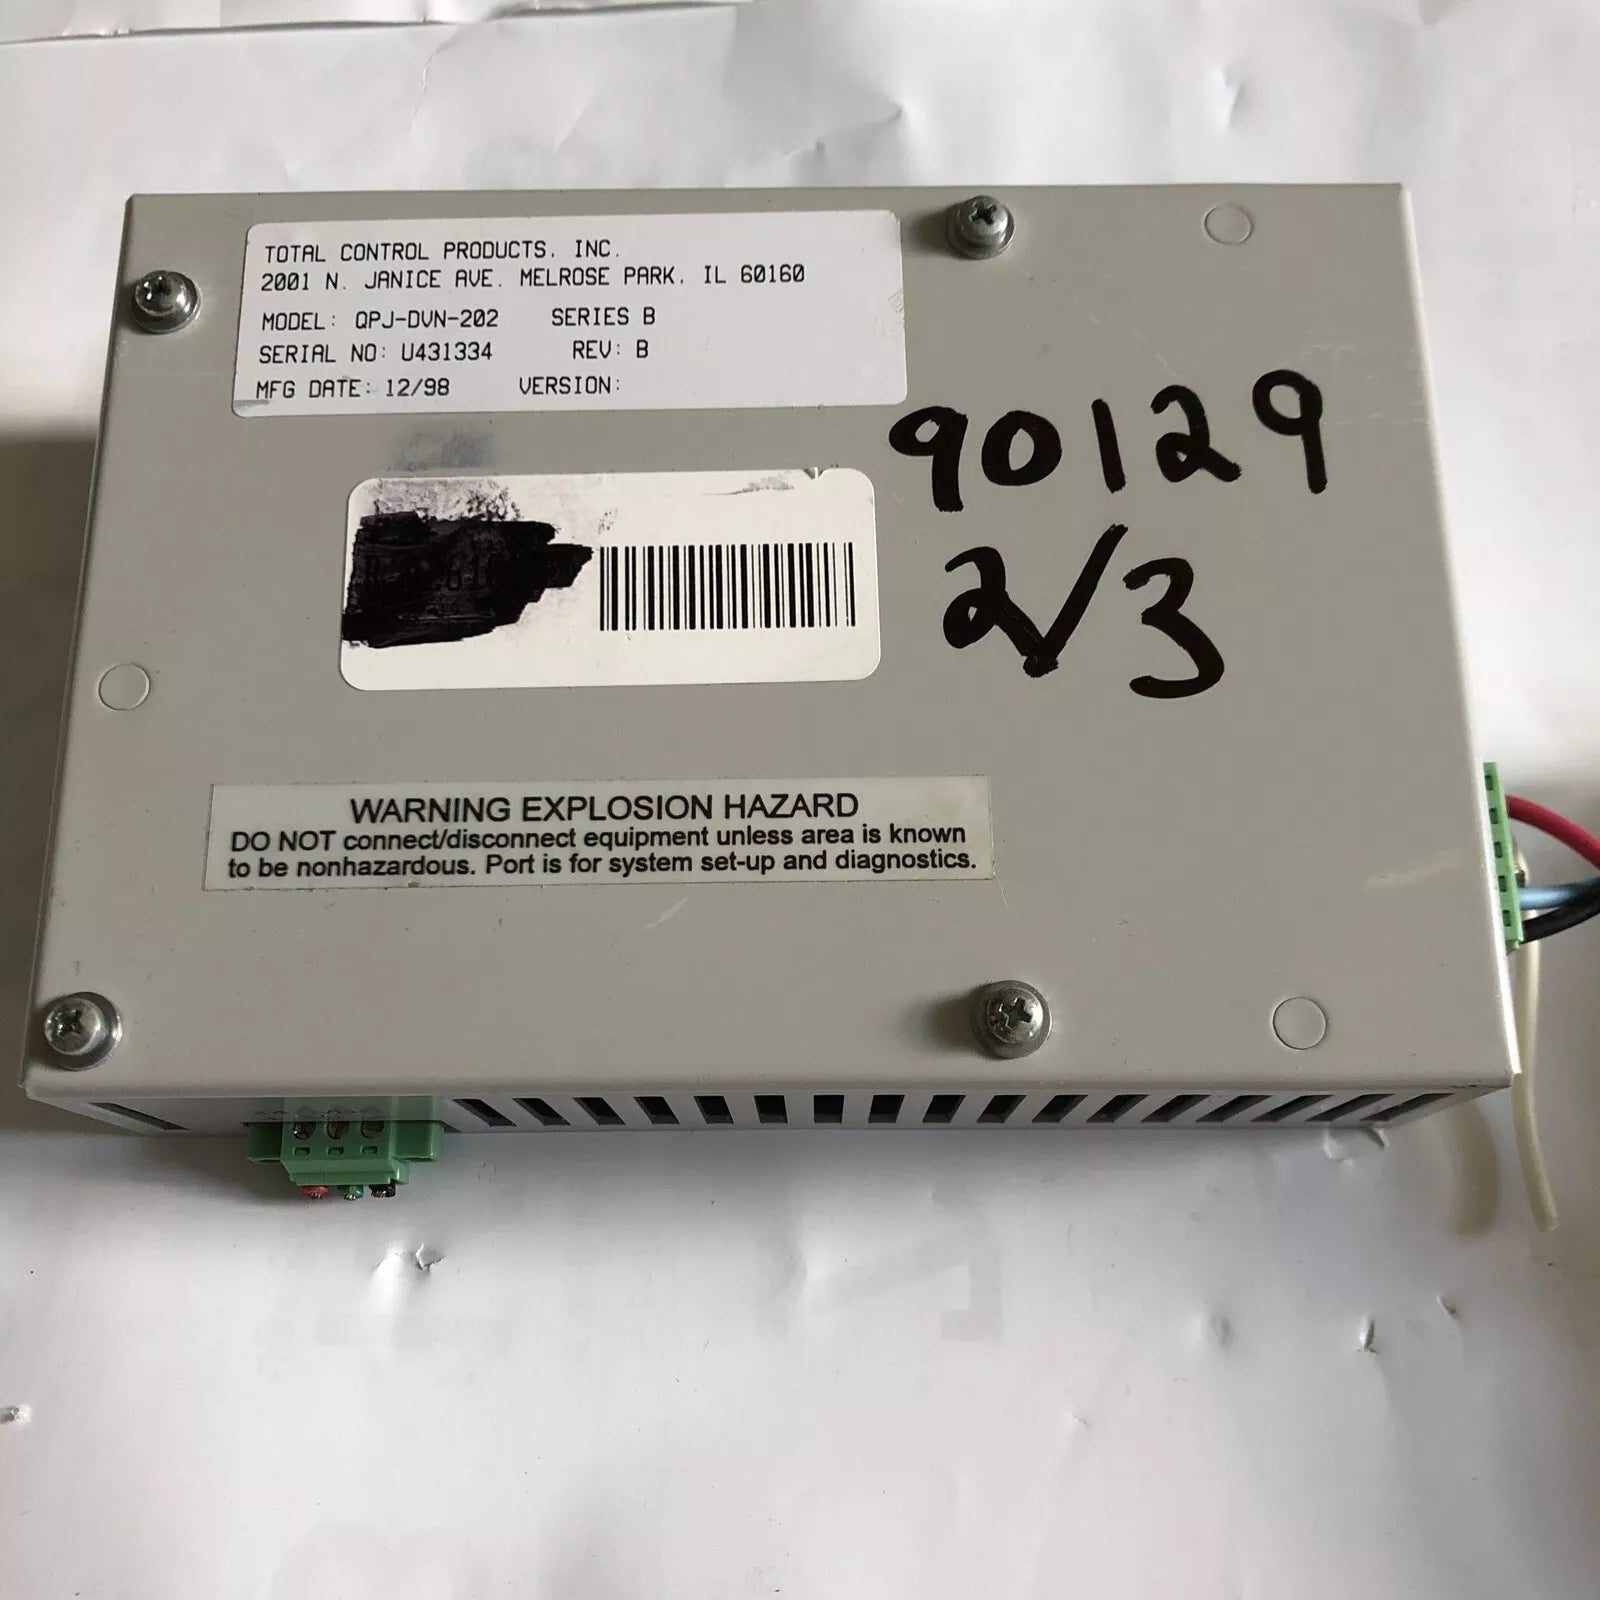 TOTAL CONTROL PRODUCTS, INC.
2001 N. JANICE AVE. MELROSE PARK, IL 60160
MODEL: QPJ-DVN-202 SERIES B
SERIAL NO: U431334 REV: B
MFG DATE: 12/98 VERSION:
90129
2/3
WARNING EXPLOSION HAZARD
DO NOT connect/disconnect equipment unless area is known
to be nonhazardous. Port is for system set-up and diagnostics.